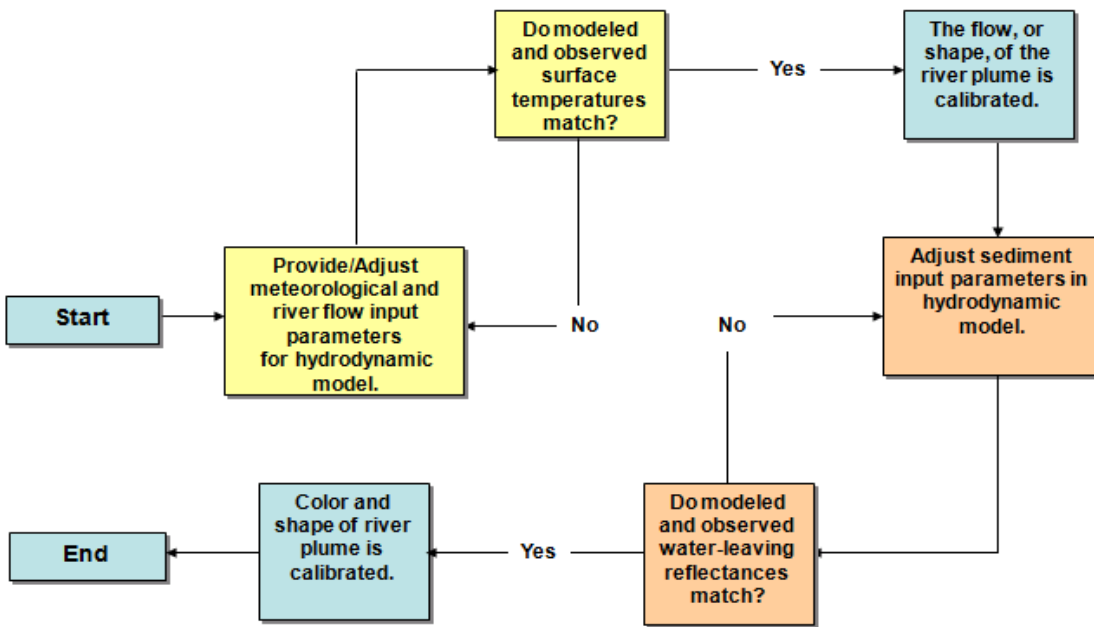 Do modeled
and observed
surface
temperatures
match?
Yes
The flow, or
shape, of the
river plume is
calibrated.
Start
Provide/Adjust
meteorological and
river flow input
parameters
for hydrodynamic
model.
No
No
Adjust sediment
input parameters in
hydrodynamic
model.
Do modeled
and observed
water-leaving
reflectances
match?
Yes
Color and
shape of river
plume is
calibrated.
End